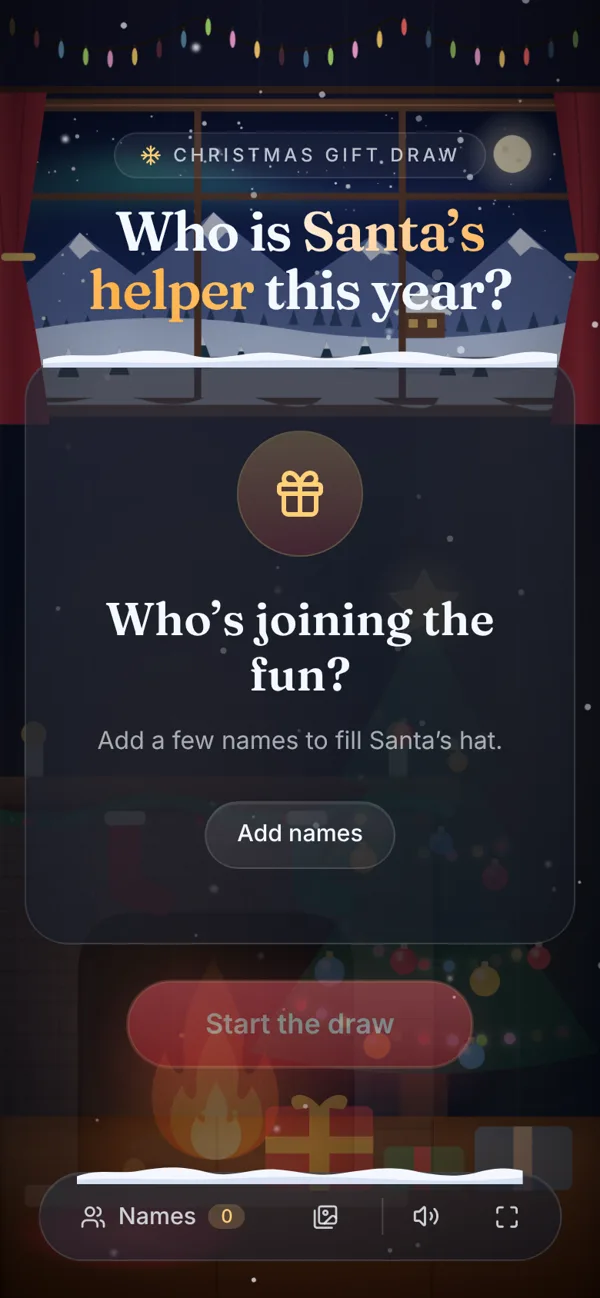 CHRISTMAS GIFT DRAW
Who is Santa’s
helper this year?
Who’s joining the
fun?
Add a few names to fill Santa’s hat.
Add names
Start the draw
Names 0